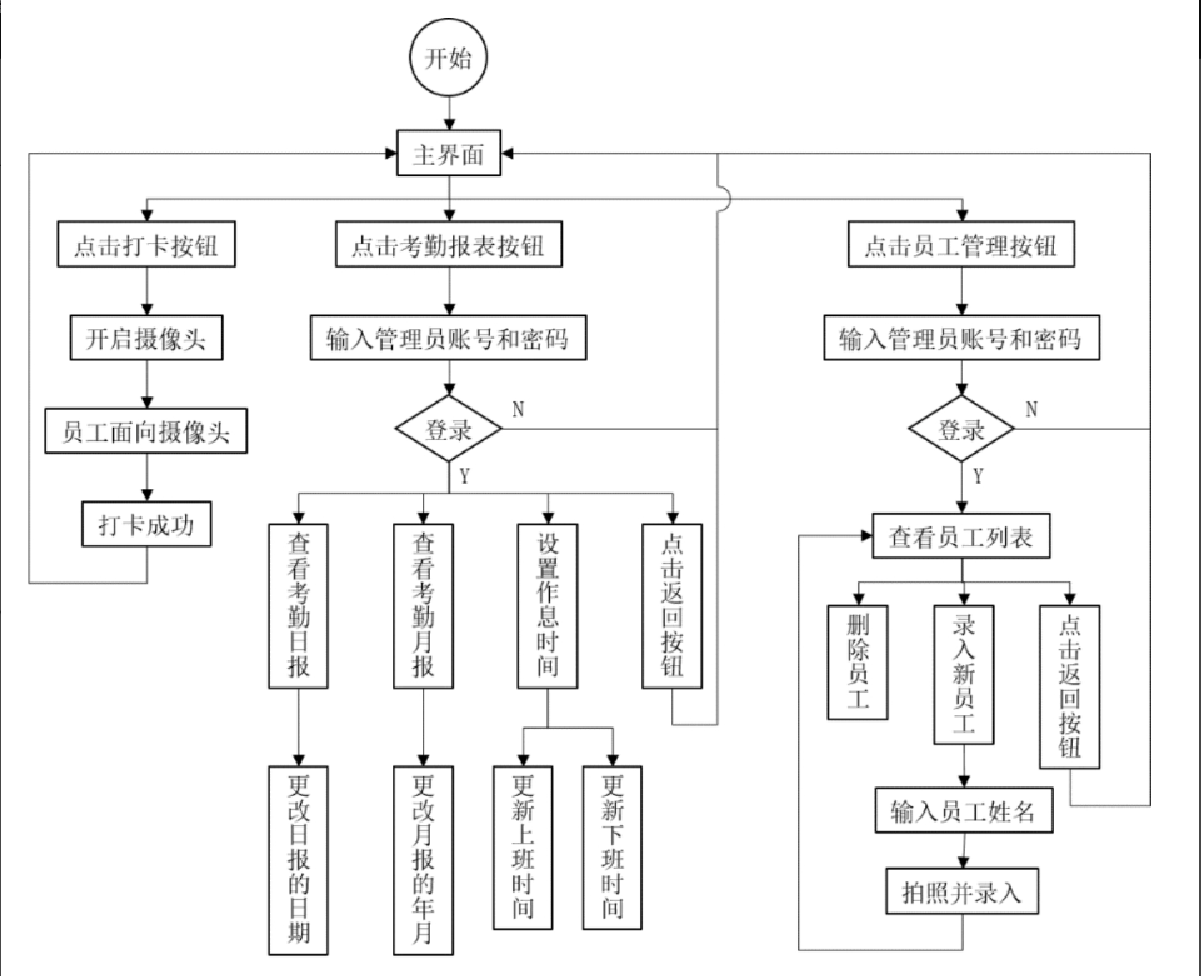 开始
主界面
点击打卡按钮
点击考勤报表按钮
点击员工管理按钮
开启摄像头
输入管理员账号和密码
输入管理员账号和密码
员工面向摄像头
登录
N
登录
N
Y
Y
打卡成功
查看员工列表
查看考勤日报
查看考勤月报
设置作息时间
点击返回按钮
删除员工
录入新员工
点击返回按钮
更改日报的日期
更改月报的年月
更新上班时间
更新下班时间
输入员工姓名
拍照并录入